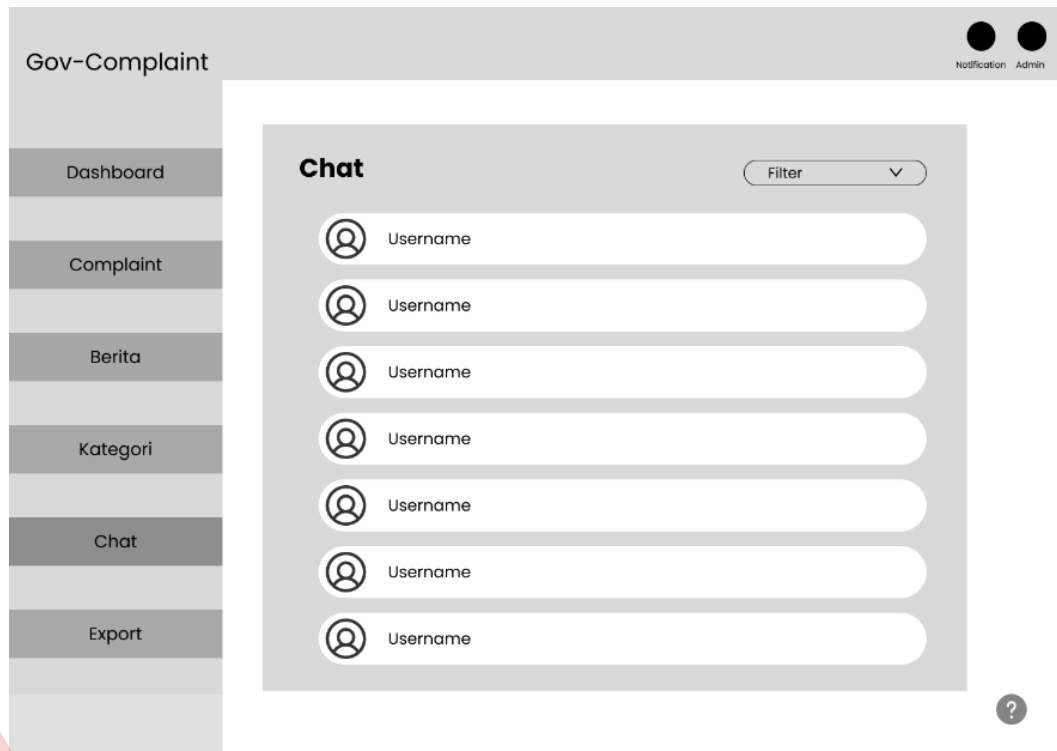 Gov-Complaint
Notification
Admin
Dashboard
Complaint
Berita
Kategori
Chat
Export
Chat
Filter
Username
Username
Username
Username
Username
Username
Username
?